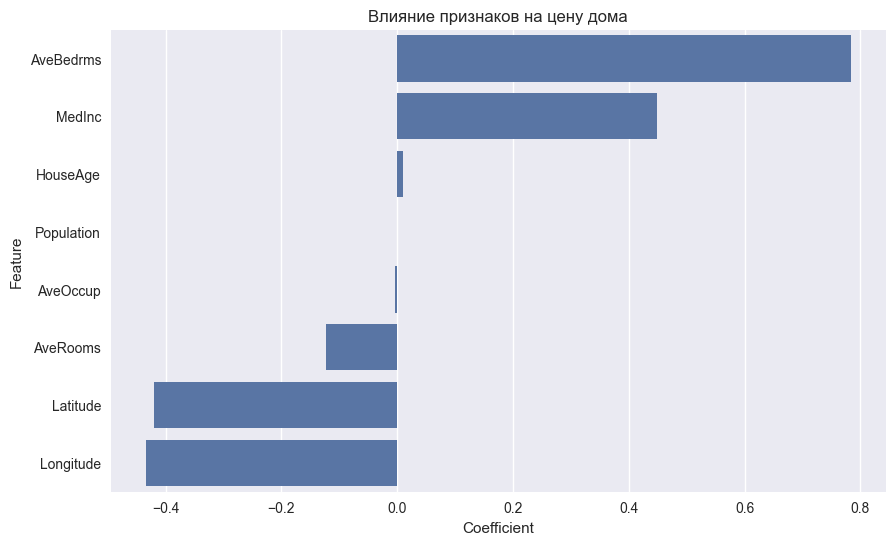 Влияние признаков на цену дома
Feature
AveBedrms
MedInc
HouseAge
Population
AveOccup
AveRooms
Latitude
Longitude
−0.4 −0.2 0.0 0.2 0.4 0.6 0.8
Coefficient